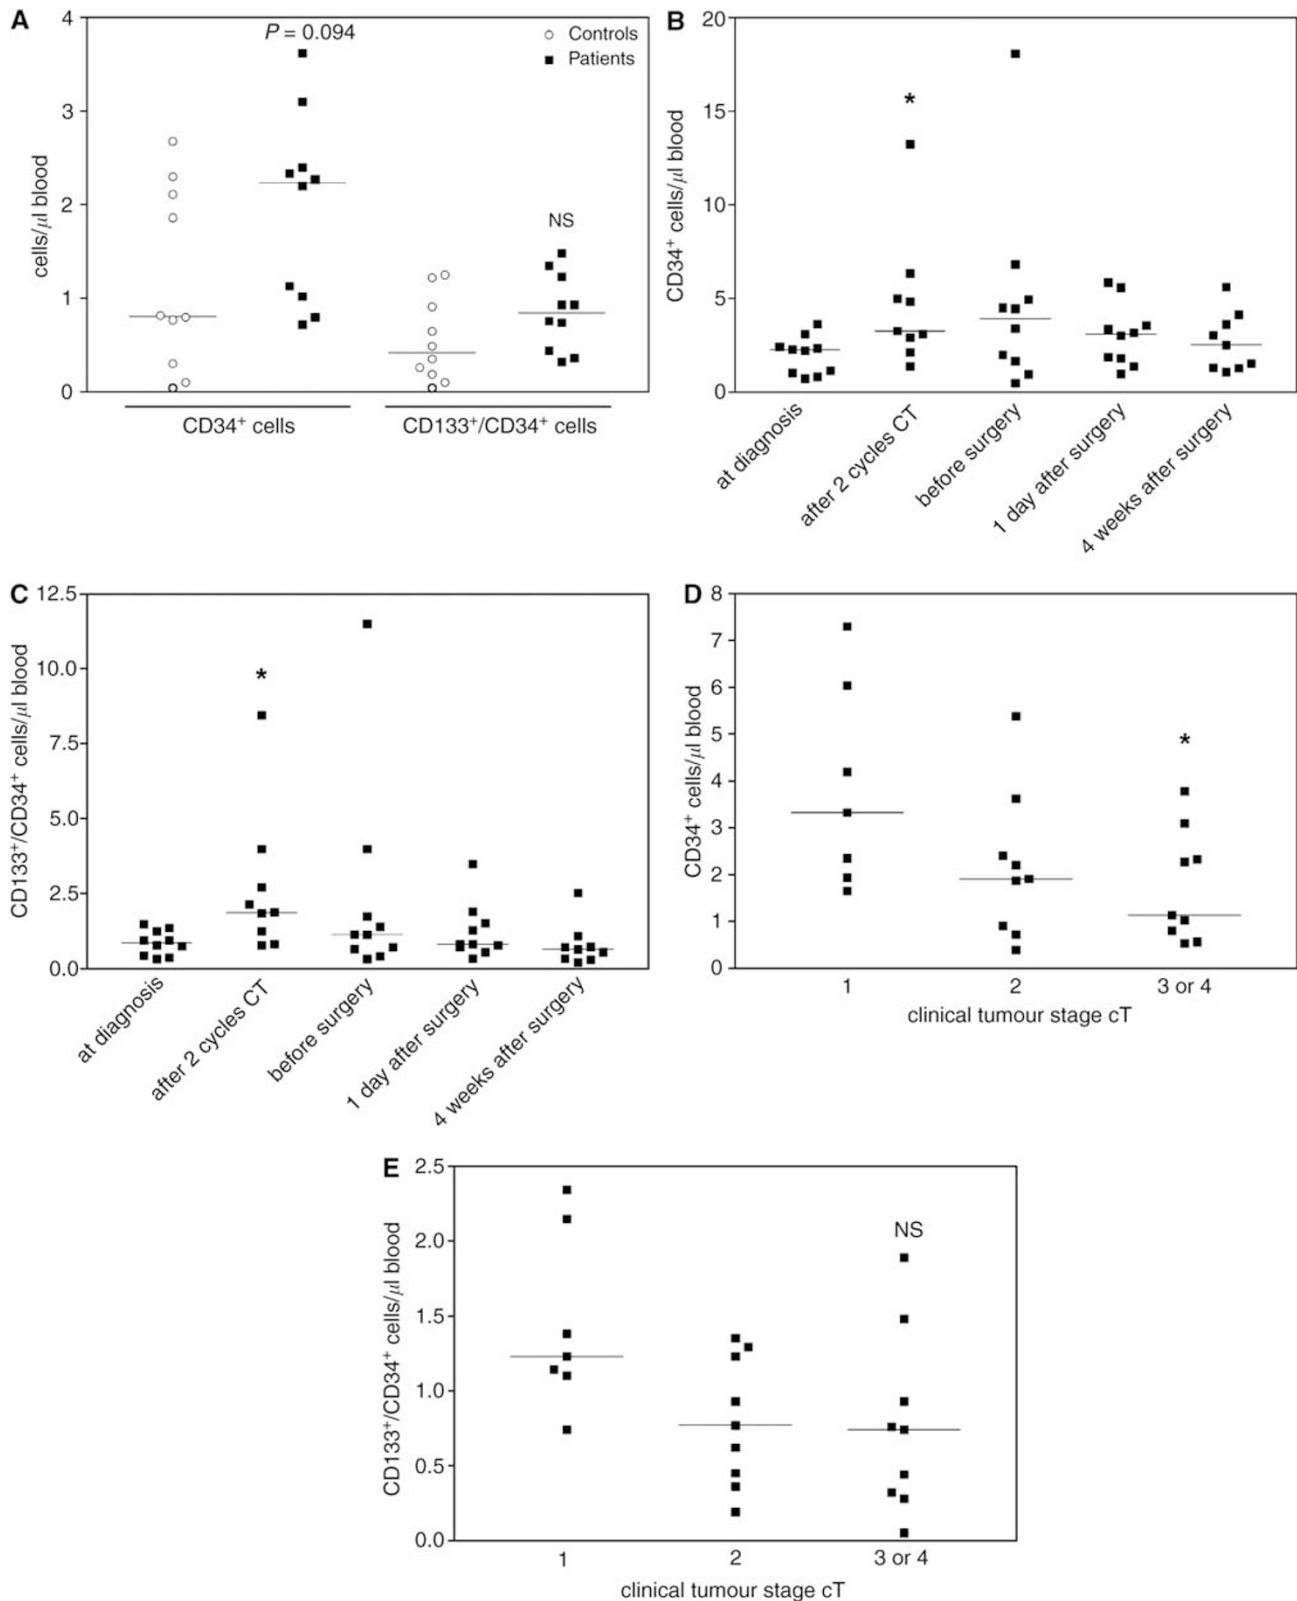 A
4
3
2
1
0
cells/μl blood
P = 0.094
Controls
Patients
NS
CD34+ cells
CD133+/CD34+ cells
B
20
15
10
5
0
CD34+ cells/μl blood
*
at diagnosis
after 2 cycles CT
before surgery
1 day after surgery
4 weeks after surgery
C
12.5
10.0
7.5
5.0
2.5
0.0
CD133+/CD34+ cells/μl blood
*
at diagnosis
after 2 cycles CT
before surgery
1 day after surgery
4 weeks after surgery
D
8
7
6
5
4
3
2
1
0
CD34+ cells/μl blood
*
1
2
3 or 4
clinical tumour stage cT
E
2.5
2.0
1.5
1.0
0.5
0.0
CD133+/CD34+ cells/μl blood
NS
1
2
3 or 4
clinical tumour stage cT